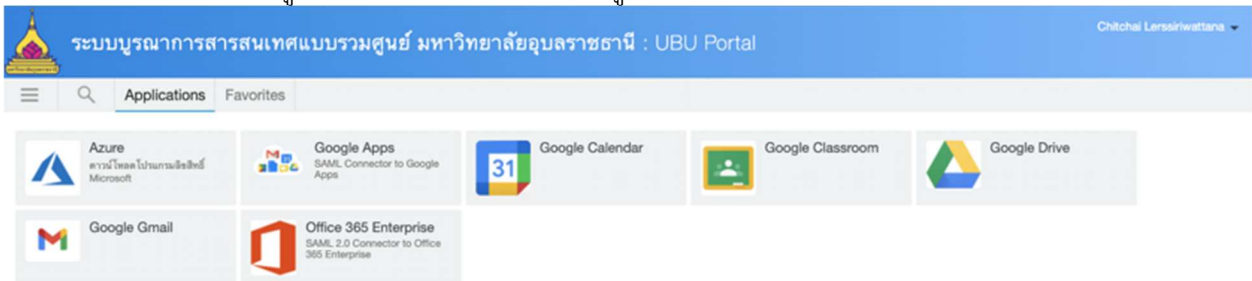 ระบบบูรณาการสารสนเทศแบบรวมศูนย์ มหาวิทยาลัยอุบลราชธานี : UBU Portal
Chitchai Lerssiriwattana
Applications Favorites
Azure
ดาวน์โหลดโปรแกรมลิขสิทธิ์
Microsoft
Google Apps
SAML Connector to Google
Apps
31
Google Calendar
Google Classroom
Google Drive
Google Gmail
Office 365 Enterprise
SAML 2.0 Connector to Office
365 Enterprise